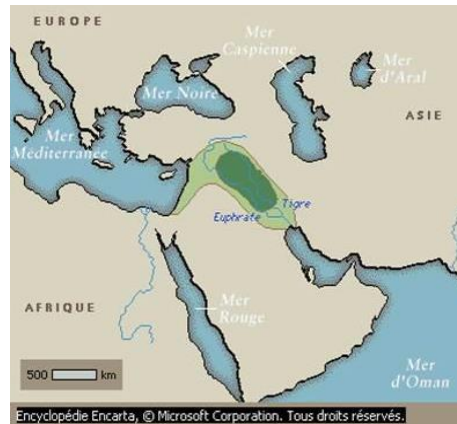 EUROPE
Mer
Caspienne
Mer
d'Aral
Mer Noire
ASIE
Mer
Méditerranée
Tigre
Euphrate
AFRIQUE
Mer
Rouge
500 km
Mer
d'Oman
Encyclopédie Encarta, © Microsoft Corporation. Tous droits réservés.